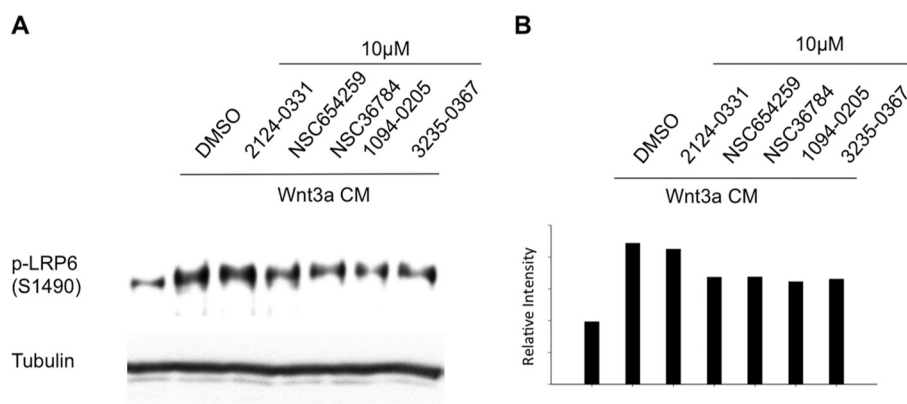 A
10µM
DMSO
2124-0331
NSC654259
NSC36784
1094-0205
3235-0367
Wnt3a CM
p-LRP6
(S1490)
Tubulin
B
10µM
DMSO
2124-0331
NSC654259
NSC36784
1094-0205
3235-0367
Wnt3a CM
Relative Intensity